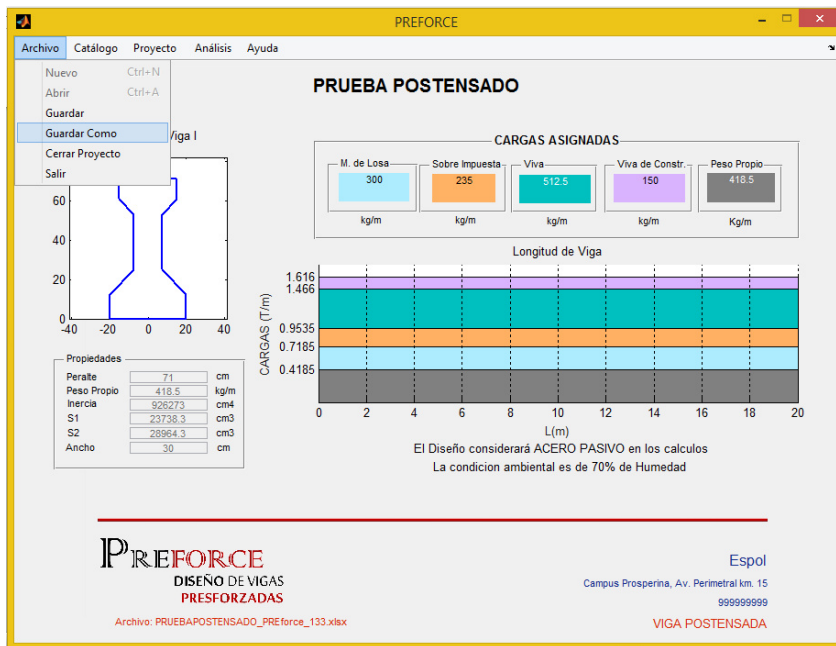 PREFORCE
Archivo Catálogo Proyecto Análisis Ayuda
Nuevo Ctrl+N
Abrir Ctrl+A
Guardar
Guardar Como
Cerrar Proyecto
Salir
PRUEBA POSTENSADO
Viga I
CARGAS ASIGNADAS
M. de Losa Sobre Impuesta Viva Viva de Constr. Peso Propio
300 235 512.5 150 418.5
kg/m kg/m kg/m kg/m Kg/m
60
40
20
0
-40 -20 0 20 40
Longitud de Viga
CARGAS (T/m)
1.616
1.466
0.9535
0.7185
0.4185
0 2 4 6 8 10 12 14 16 18 20
L(m)
Propiedades
Peralte 71 cm
Peso Propio 418.5 kg/m
Inercia 926273 cm4
S1 23738.3 cm3
S2 28964.3 cm3
Ancho 30 cm
El Diseño considerará ACERO PASIVO en los calculos
La condicion ambiental es de 70% de Humedad
PREFORCE
DISEÑO DE VIGAS
PRESFORZADAS
Archivo: PRUEBAPOSTENSADO_PREforce_133.xlsx
Espol
Campus Prosperina, Av. Perimetral km. 15
999999999
VIGA POSTENSADA